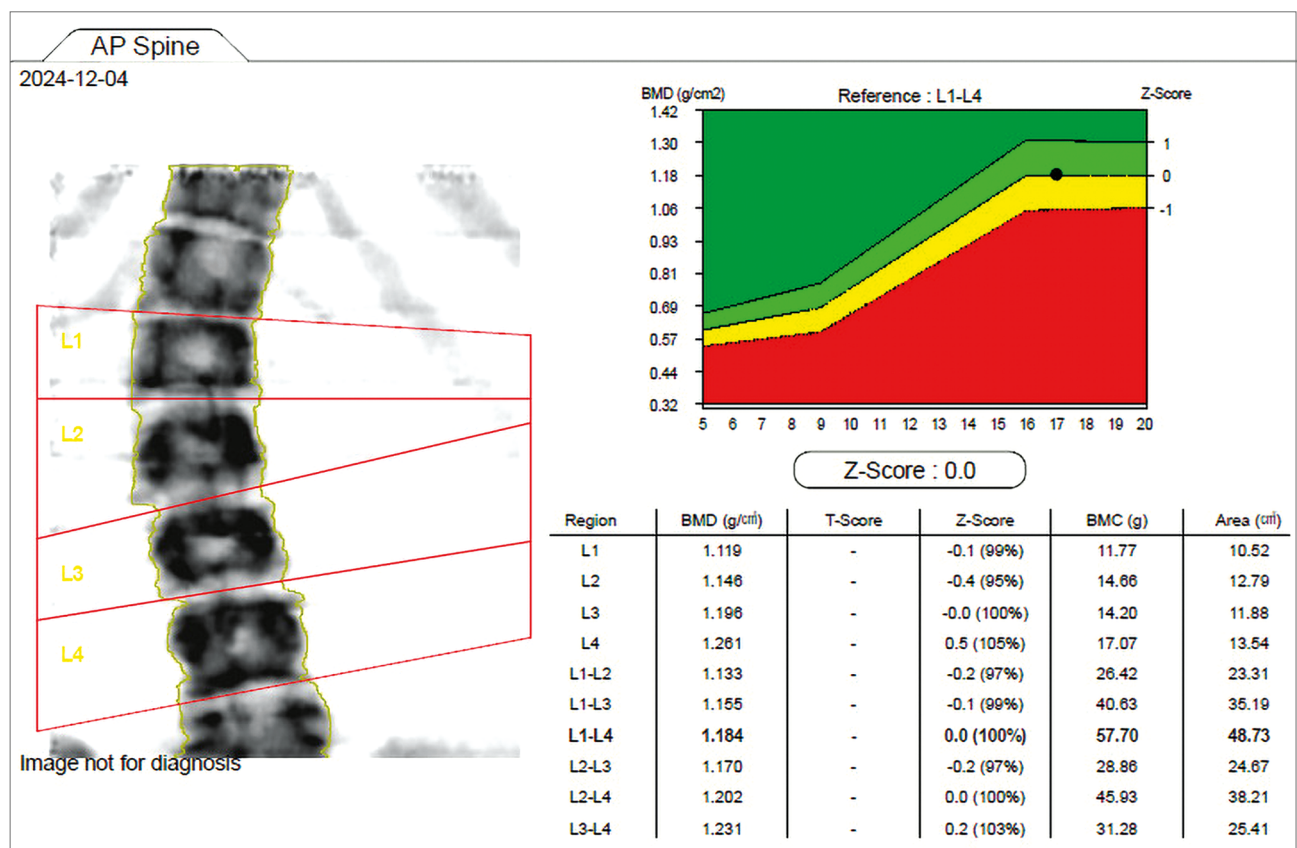 AP Spine
2024-12-04
L1
L2
L3
L4
Image not for diagnosis
BMD (g/cm2) Reference : L1-L4 Z-Score
1.42
1.30 1
1.18 0
1.06 -1
0.93
0.81
0.69
0.57
0.44
0.32
5 6 7 8 9 10 11 12 13 14 15 16 17 18 19 20
Z-Score : 0.0
Region BMD (g/㎠) T-Score Z-Score BMC (g) Area (㎠)
L1 1.119 - -0.1 (99%) 11.77 10.52
L2 1.146 - -0.4 (95%) 14.66 12.79
L3 1.196 - -0.0 (100%) 14.20 11.88
L4 1.261 - 0.5 (105%) 17.07 13.54
L1-L2 1.133 - -0.2 (97%) 26.42 23.31
L1-L3 1.155 - -0.1 (99%) 40.63 35.19
L1-L4 1.184 - 0.0 (100%) 57.70 48.73
L2-L3 1.170 - -0.2 (97%) 28.86 24.67
L2-L4 1.202 - 0.0 (100%) 45.93 38.21
L3-L4 1.231 - 0.2 (103%) 31.28 25.41